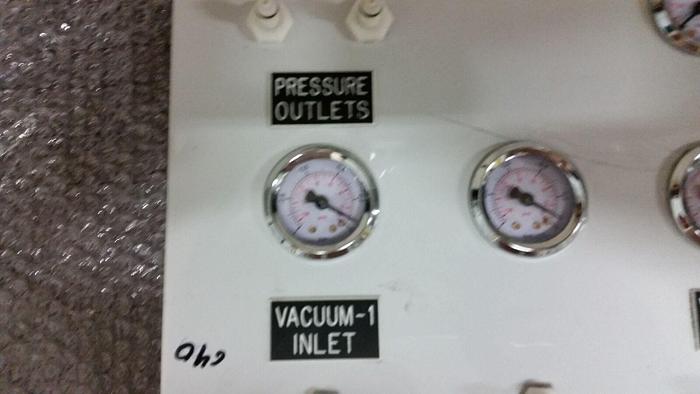 PRESSURE
OUTLETS
VACUUM-1
INLET